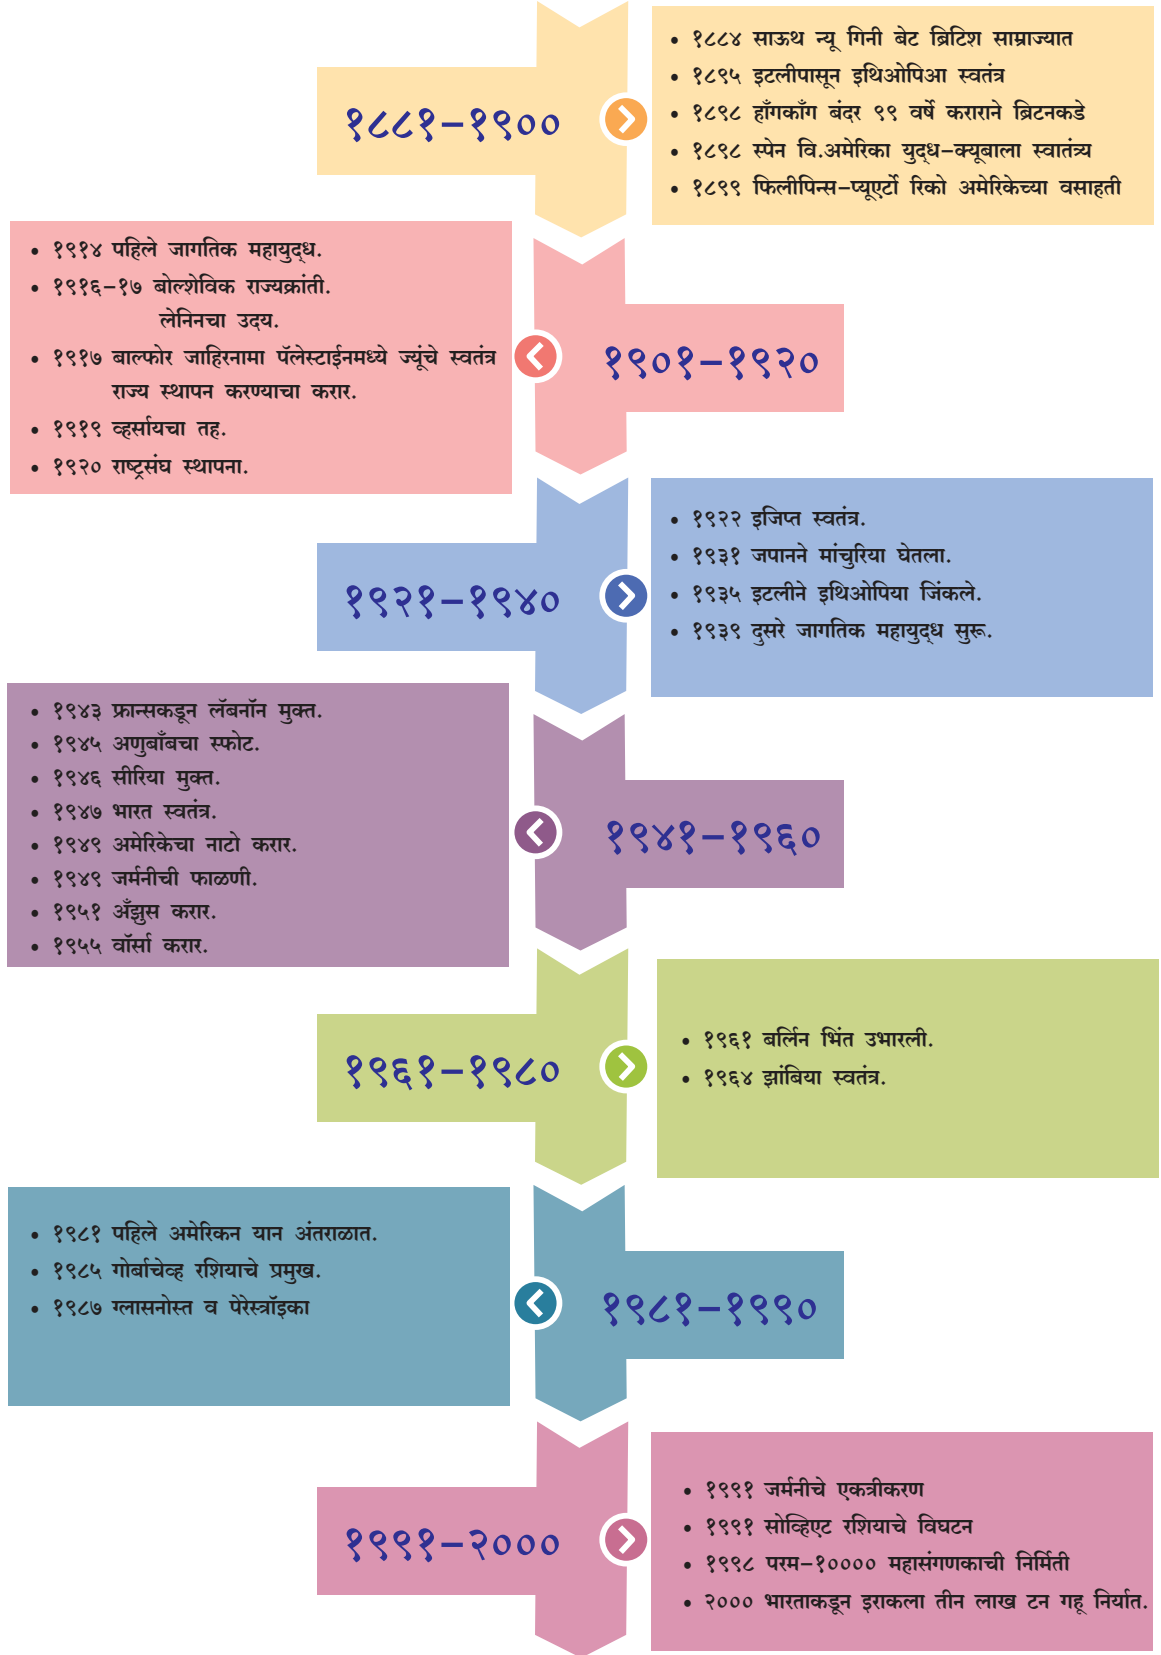 १८८१–१९००
• १८८४ साऊथ न्यू गिनी बेट ब्रिटिश साम्राज्यात
• १८९५ इटलीपासून इथिओपिआ स्वतंत्र
• १८९८ हाँगकाँग बंदर ९९ वर्षे कराराने ब्रिटनकडे
• १८९८ स्पेन वि.अमेरिका युद्ध–क्यूबाला स्वातंत्र्य
• १८९९ फिलीपिन्स–प्यूएर्टो रिको अमेरिकेच्या वसाहती
१९०१–१९२०
• १९१४ पहिले जागतिक महायुद्ध.
• १९१६–१७ बोल्शेविक राज्यक्रांती.
लेनिनचा उदय.
• १९१७ बाल्फोर जाहिरनामा पॅलेस्टाईनमध्ये ज्यूंचे स्वतंत्र
राज्य स्थापन करण्याचा करार.
• १९१९ व्हर्सायचा तह.
• १९२० राष्ट्रसंघ स्थापना.
१९२१–१९४०
• १९२२ इजिप्त स्वतंत्र.
• १९३१ जपानने मांचुरिया घेतला.
• १९३५ इटलीने इथिओपिया जिंकले.
• १९३९ दुसरे जागतिक महायुद्ध सुरू.
१९४१–१९६०
• १९४३ फ्रान्सकडून लॅबनॉन मुक्त.
• १९४५ अणुबाँबचा स्फोट.
• १९४६ सीरिया मुक्त.
• १९४७ भारत स्वतंत्र.
• १९४९ अमेरिकेचा नाटो करार.
• १९४९ जर्मनीची फाळणी.
• १९५१ अँझुस करार.
• १९५५ वॉर्सा करार.
१९६१–१९८०
• १९६१ बर्लिन भिंत उभारली.
• १९६४ झांबिया स्वतंत्र.
१९८१–१९९०
• १९८१ पहिले अमेरिकन यान अंतराळात.
• १९८५ गोर्बाचेव्ह रशियाचे प्रमुख.
• १९८७ ग्लासनोस्त व पेरेस्त्रॉइका
१९९१–२०००
• १९९१ जर्मनीचे एकत्रीकरण
• १९९१ सोव्हिएट रशियाचे विघटन
• १९९८ परम–१०००० महासंगणकाची निर्मिती
• २००० भारताकडून इराकला तीन लाख टन गहू निर्यात.